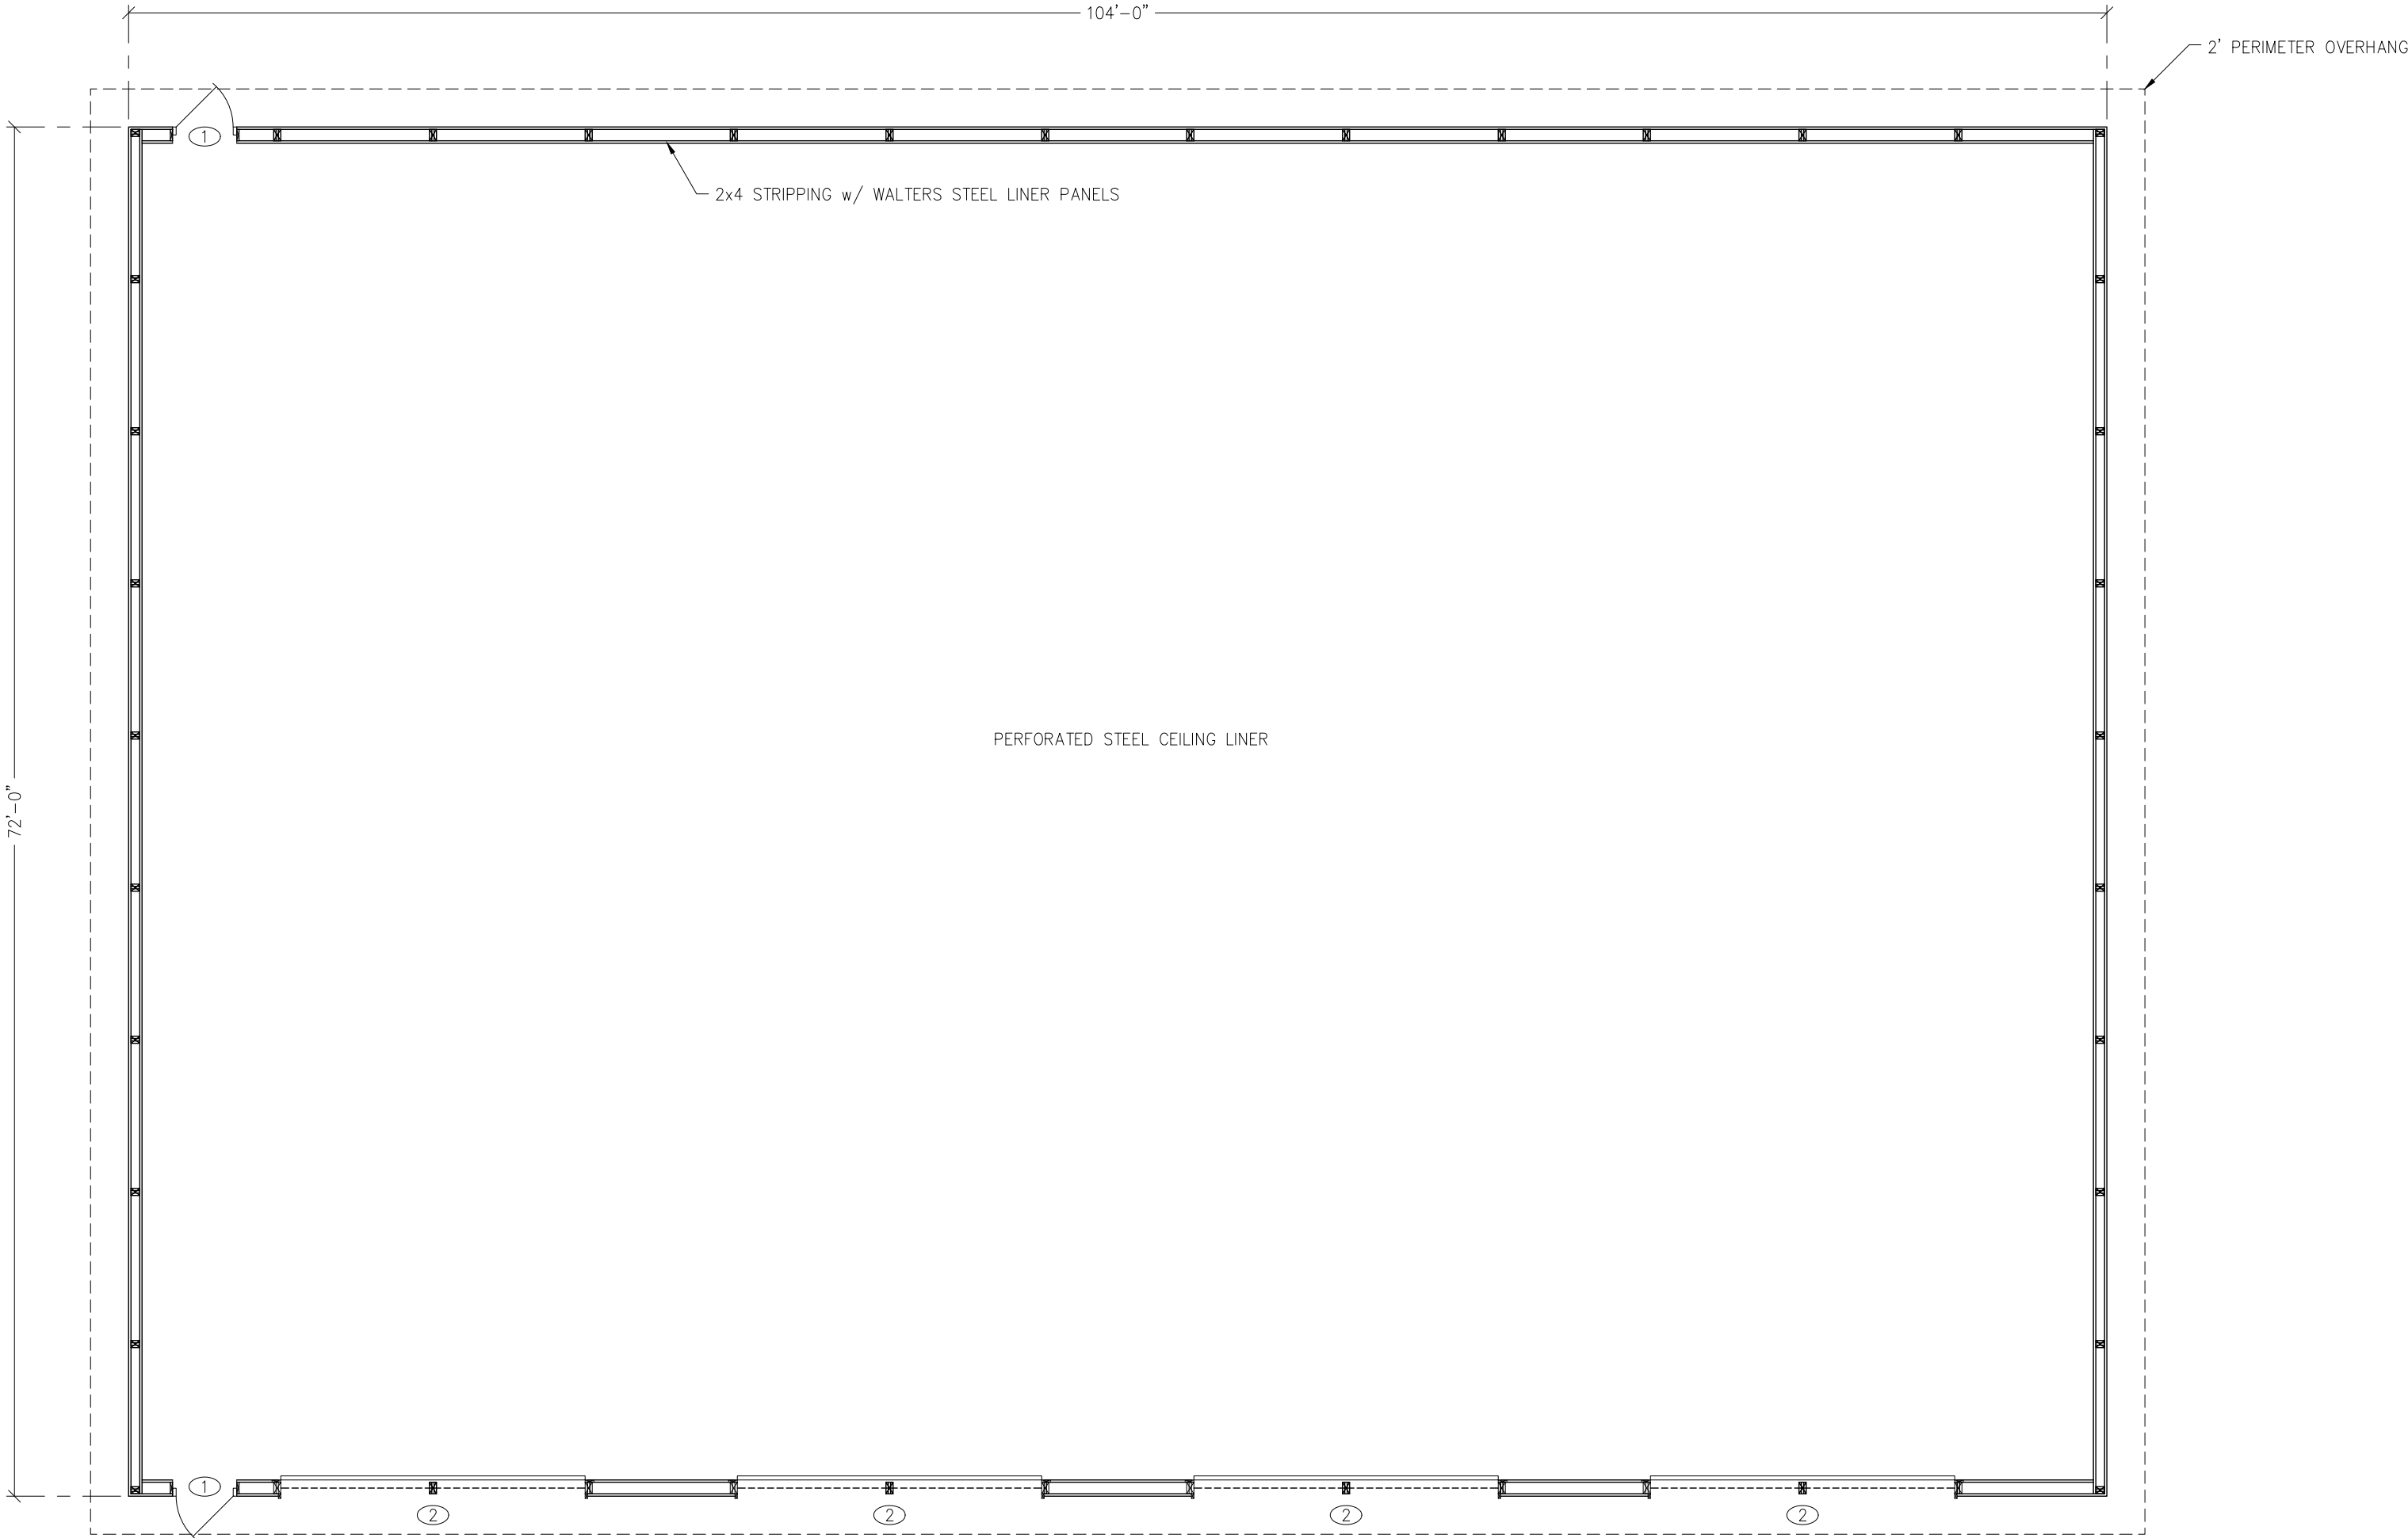 104'-0"
2' PERIMETER OVERHANG
1
2x4 STRIPPING w/ WALTERS STEEL LINER PANELS
PERFORATED STEEL CEILING LINER
72'-0"
1
2
2
2
2